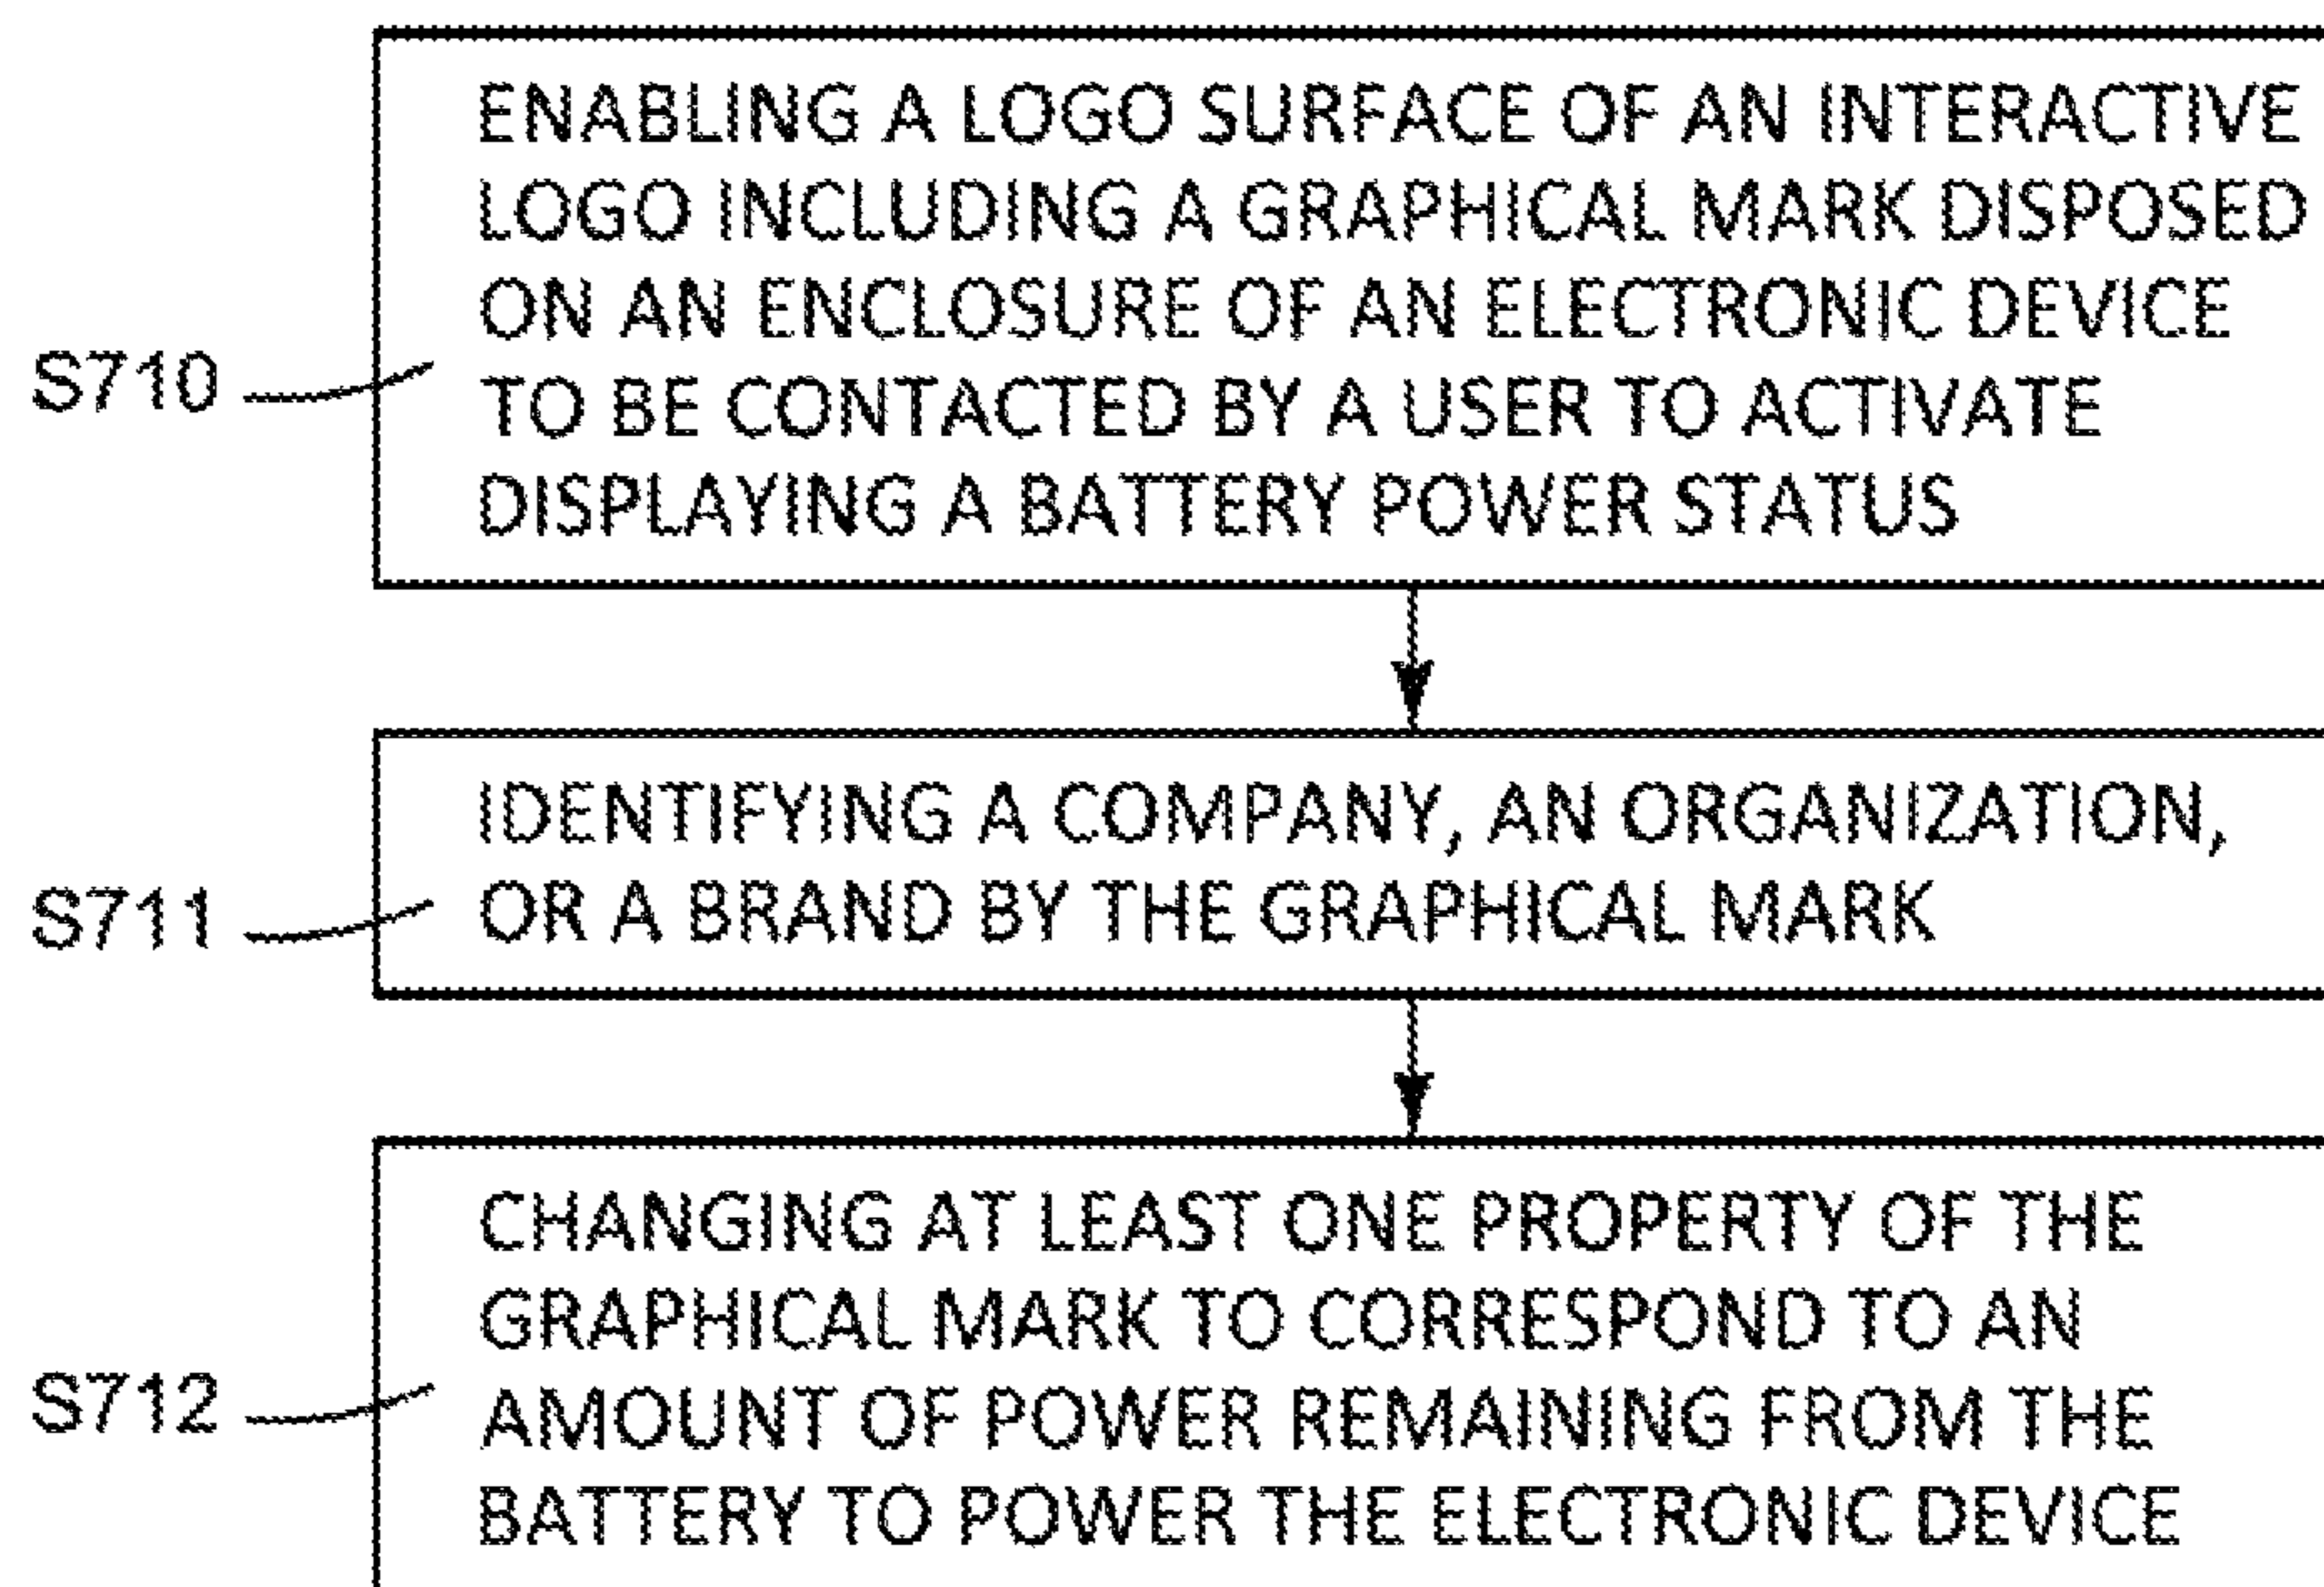 ENABLING A LOGO SURFACE OF AN INTERACTIVE
LOGO INCLUDING A GRAPHICAL MARK DISPOSED
ON AN ENCLOSURE OF AN ELECTRONIC DEVICE
S710
TO BE CONTACTED BY A USER TO ACTIVATE
DISPLAYING A BATTERY POWER STATUS
IDENTIFYING A COMPANY, AN ORGANIZATION,
S711
OR A BRAND BY THE GRAPHICAL MARK
CHANGING AT LEAST ONE PROPERTY OF THE
GRAPHICAL MARK TO CORRESPOND TO AN
S712
AMOUNT OF POWER REMAINING FROM THE
BATTERY TO POWER THE ELECTRONIC DEVICE